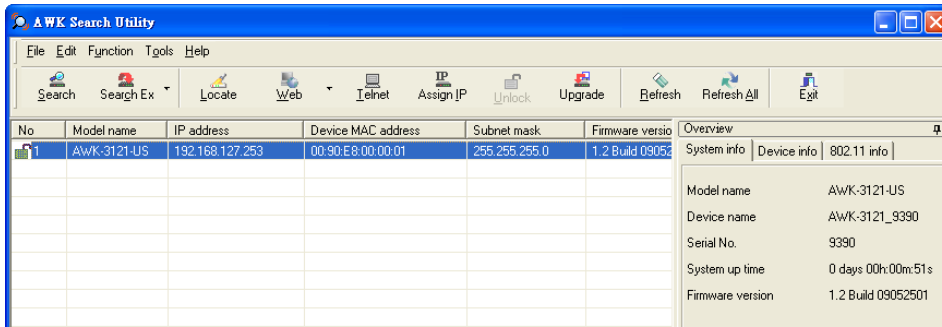 AWK Search Utility
File Edit Function Tools Help
Search Search Ex Locate Web Telnet Assign IP Unlock Upgrade Refresh Refresh All Exit
No Model name IP address Device MAC address Subnet mask Firmware versio
1 AWK-3121-US 192.168.127.253 00:90:E8:00:00:01 255.255.255.0 1.2 Build 09052
Overview
System info Device info 802.11 info
Model name AWK-3121-US
Device name AWK-3121_9390
Serial No. 9390
System up time 0 days 00h:00m:51s
Firmware version 1.2 Build 09052501